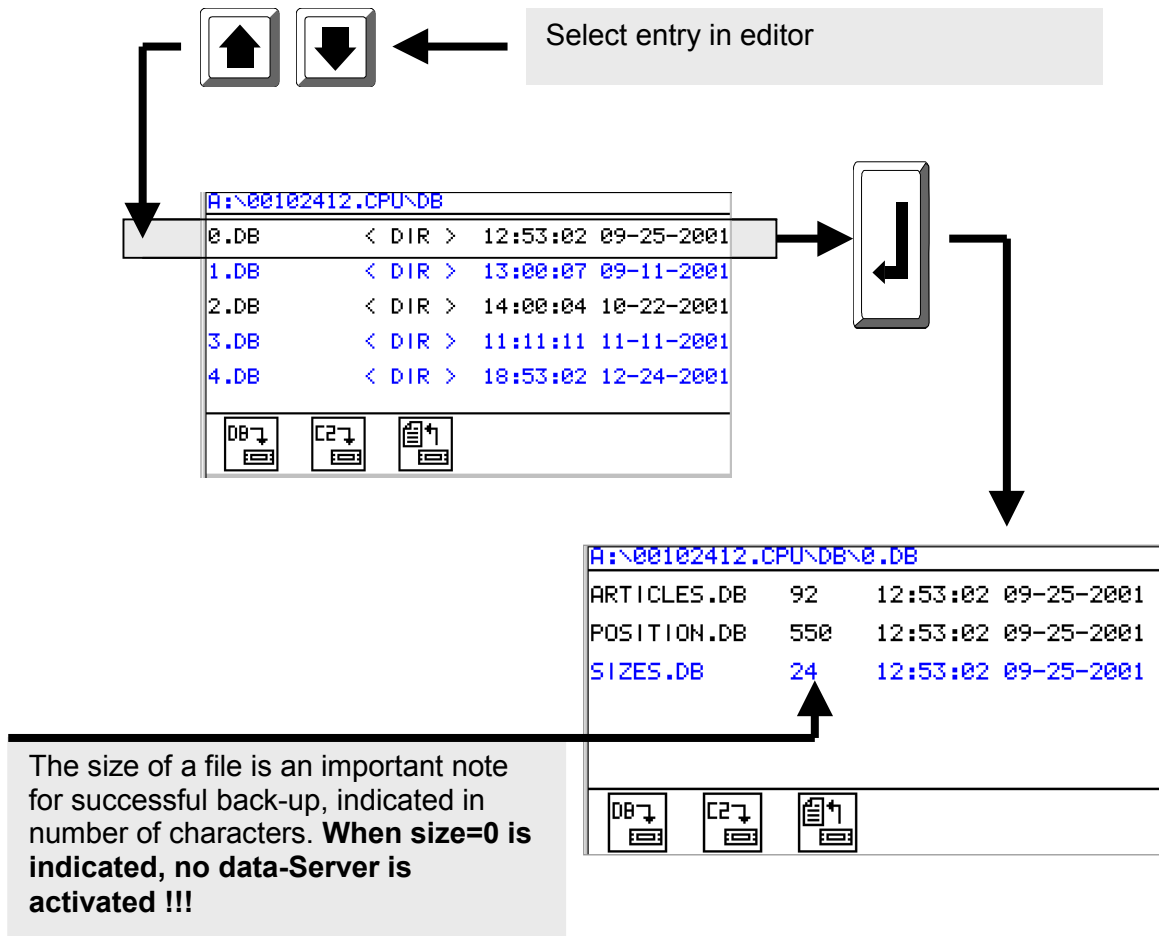 Select entry in editor
A:\00102412.CPU\DB
0.DB < DIR > 12:53:02 09-25-2001
1.DB < DIR > 13:00:07 09-11-2001
2.DB < DIR > 14:00:04 10-22-2001
3.DB < DIR > 11:11:11 11-11-2001
4.DB < DIR > 18:53:02 12-24-2001
DB C2
A:\00102412.CPU\DB\0.DB
ARTICLES.DB 92 12:53:02 09-25-2001
POSITION.DB 550 12:53:02 09-25-2001
SIZES.DB 24 12:53:02 09-25-2001
DB C2
The size of a file is an important note
for successful back-up, indicated in
number of characters. When size=0 is
indicated, no data-Server is
activated !!!